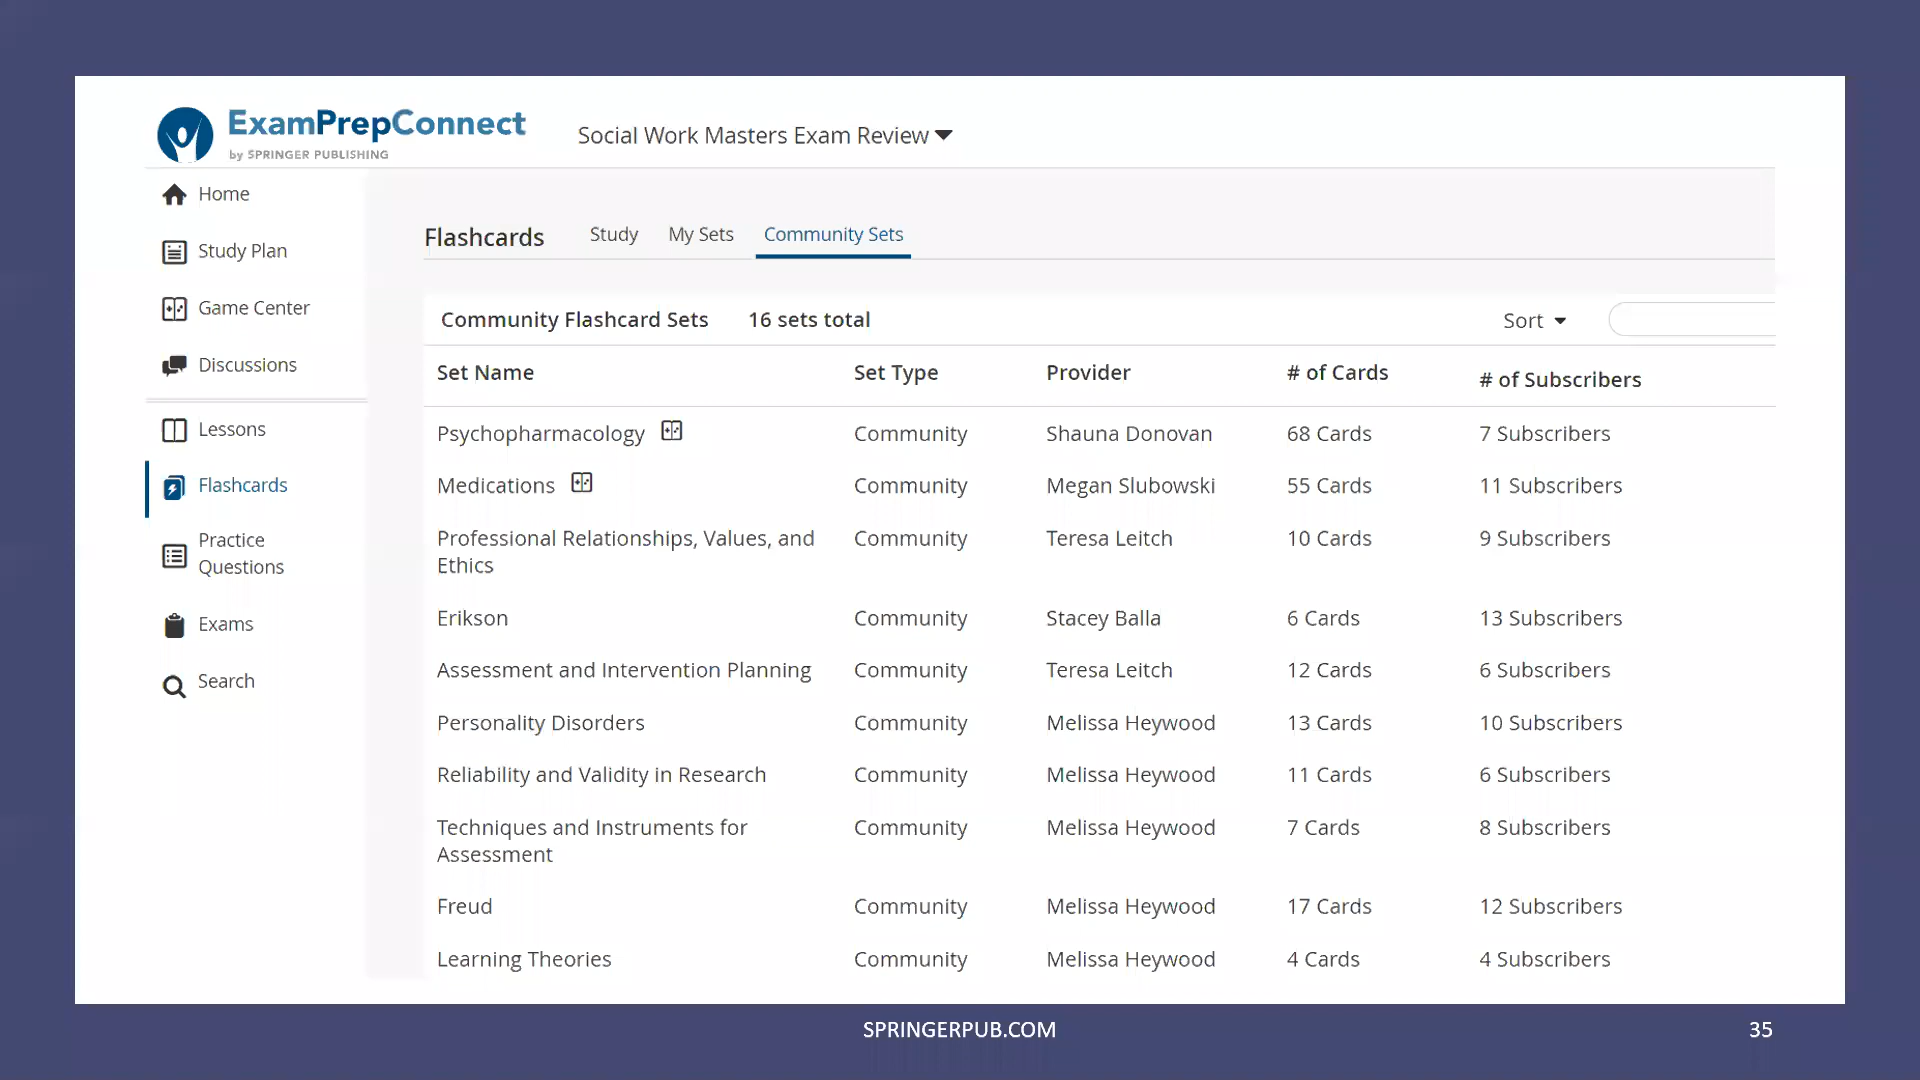 ExamPrepConnect
by SPRINGER PUBLISHING
Social Work Masters Exam Review
Home
Study Plan
Game Center
Discussions
Lessons
Flashcards
Practice
Questions
Exams
Search
Flashcards Study My Sets Community Sets
Community Flashcard Sets 16 sets total Sort
Set Name Set Type Provider # of Cards # of Subscribers
Psychopharmacology Community Shauna Donovan 68 Cards 7 Subscribers
Medications Community Megan Slubowski 55 Cards 11 Subscribers
Professional Relationships, Values, and Community Teresa Leitch 10 Cards 9 Subscribers
Ethics
Erikson Community Stacey Balla 6 Cards 13 Subscribers
Assessment and Intervention Planning Community Teresa Leitch 12 Cards 6 Subscribers
Personality Disorders Community Melissa Heywood 13 Cards 10 Subscribers
Reliability and Validity in Research Community Melissa Heywood 11 Cards 6 Subscribers
Techniques and Instruments for Community Melissa Heywood 7 Cards 8 Subscribers
Assessment
Freud Community Melissa Heywood 17 Cards 12 Subscribers
Learning Theories Community Melissa Heywood 4 Cards 4 Subscribers
SPRINGERPUB.COM
35